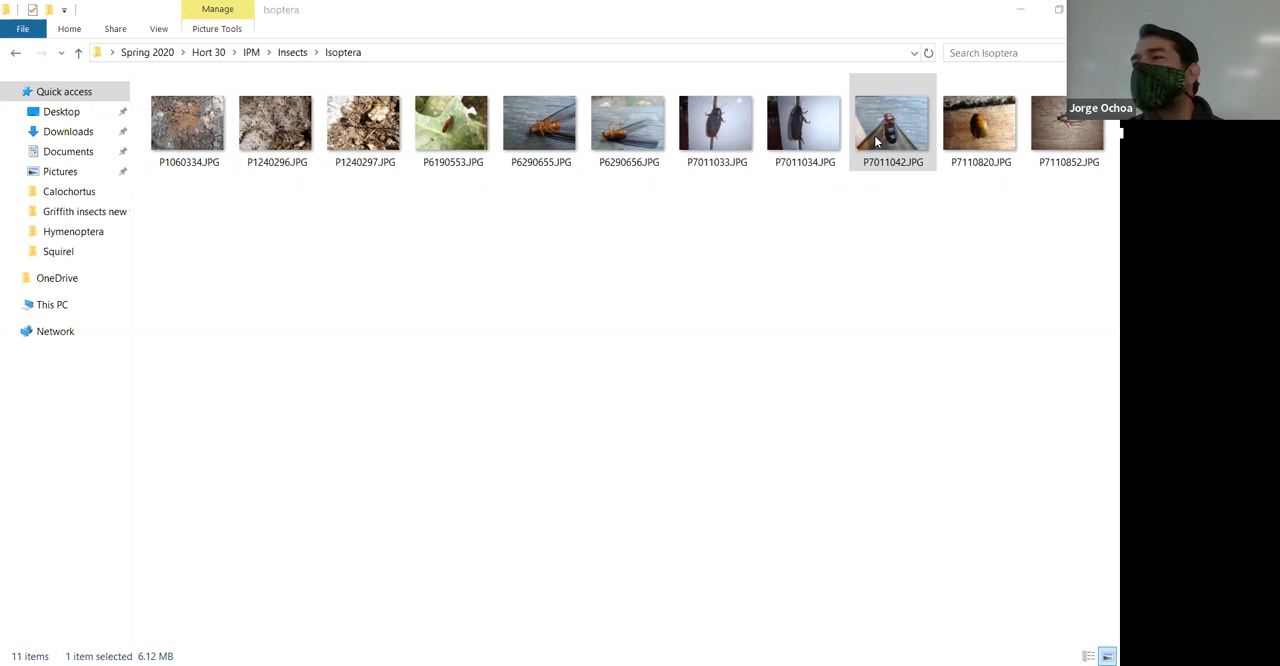 Manage
Isoptera
File
Home
Share
View
Picture Tools
Spring 2020
Hort 30
IPM
Insects
Isoptera
Search Isoptera
Jorge Ochoa
Quick access
Desktop
Downloads
Documents
Pictures
Calochortus
Griffith insects new
Hymenoptera
Squirel
OneDrive
This PC
Network
P1060334.JPG
P1240296.JPG
P1240297.JPG
P6190553.JPG
P6290655.JPG
P6290656.JPG
P7011033.JPG
P7011034.JPG
P7011042.JPG
P7110820.JPG
P7110852.JPG
11 items
1 item selected 6.12 MB